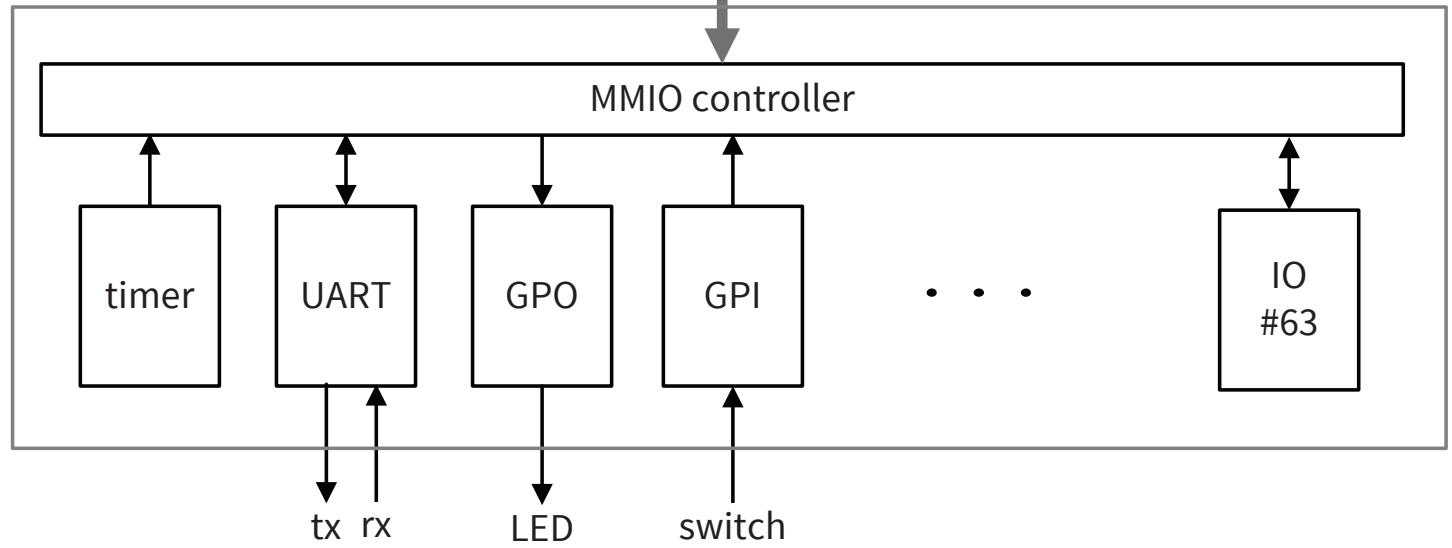 MMIO controller
timer
UART
GPO
GPI
. . .
IO
#63
tx
rx
LED
switch